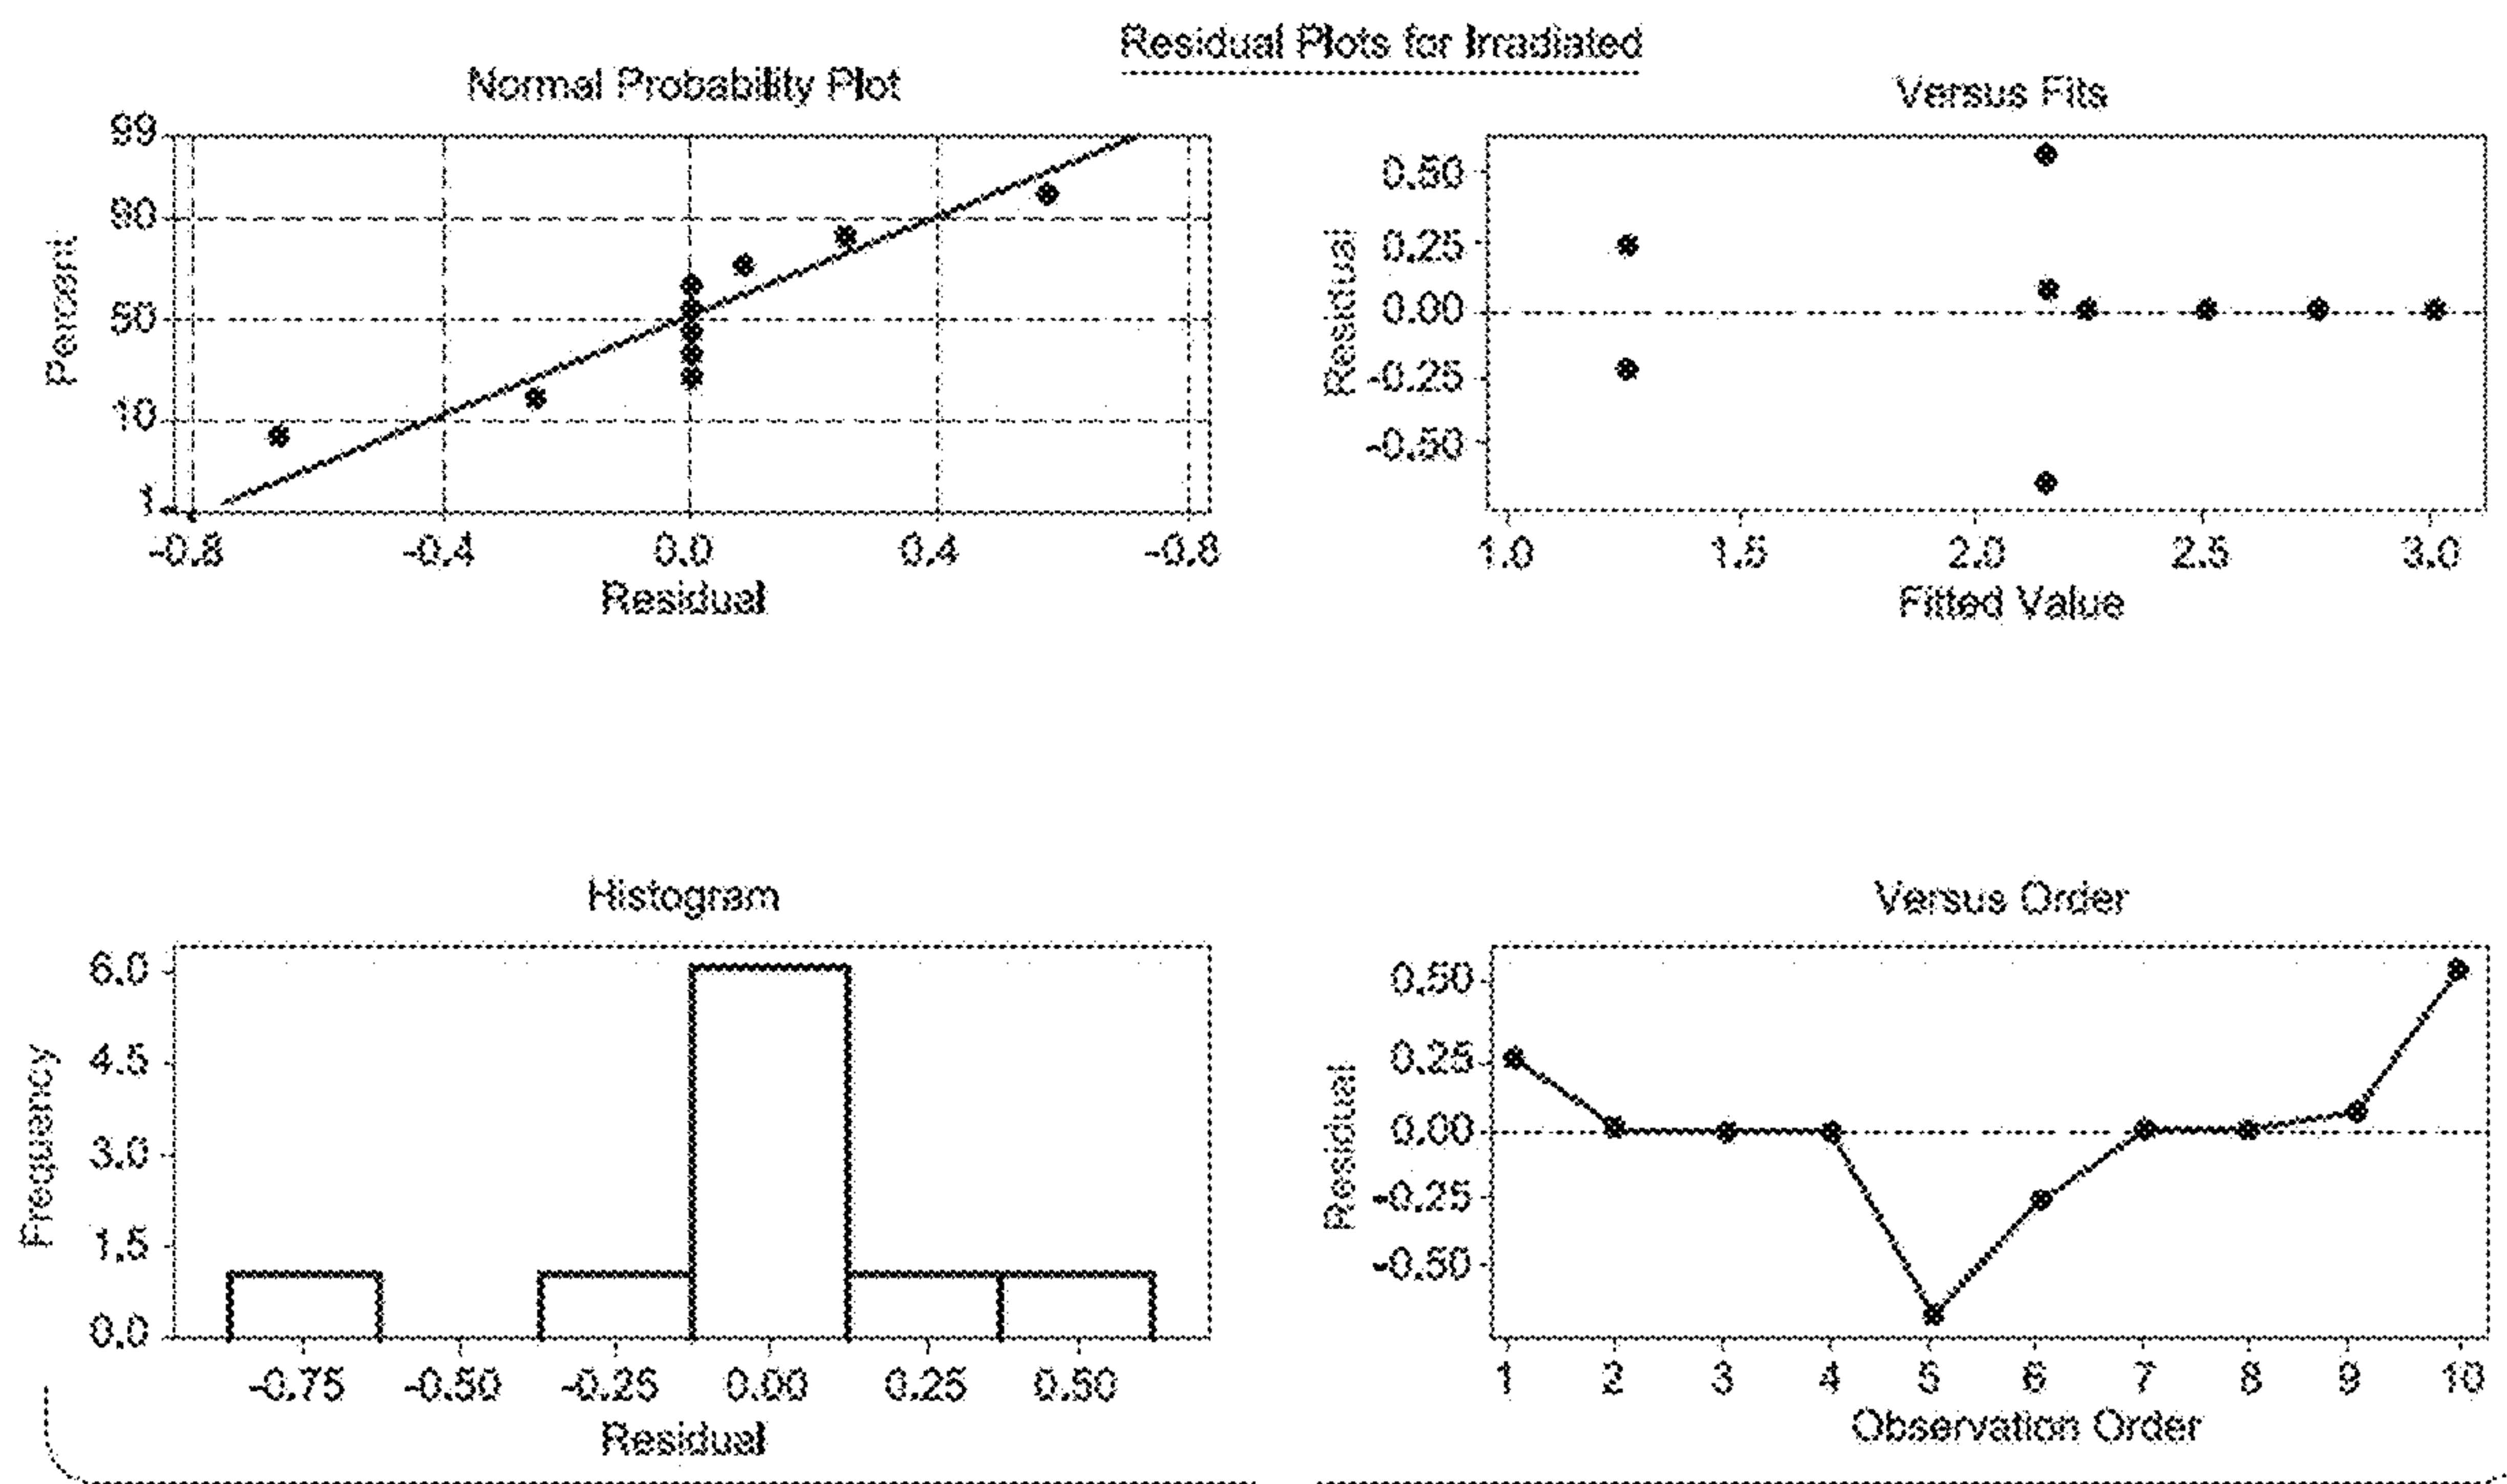 Residual Plots for Irradiated
Normal Probability Plot
99
90
50
10
1
Percent
-0.8 -0.4 0.0 0.4 -0.8
Residual
Versus Fits
0.50
0.25
0.00
-0.25
-0.50
Residual
1.0 1.5 2.0 2.5 3.0
Fitted Value
Histogram
6.0
4.5
3.0
1.5
0.0
Frequency
-0.75 -0.50 -0.25 0.00 0.25 0.50
Residual
Versus Order
0.50
0.25
0.00
-0.25
-0.50
Residual
1 2 3 4 5 6 7 8 9 10
Observation Order